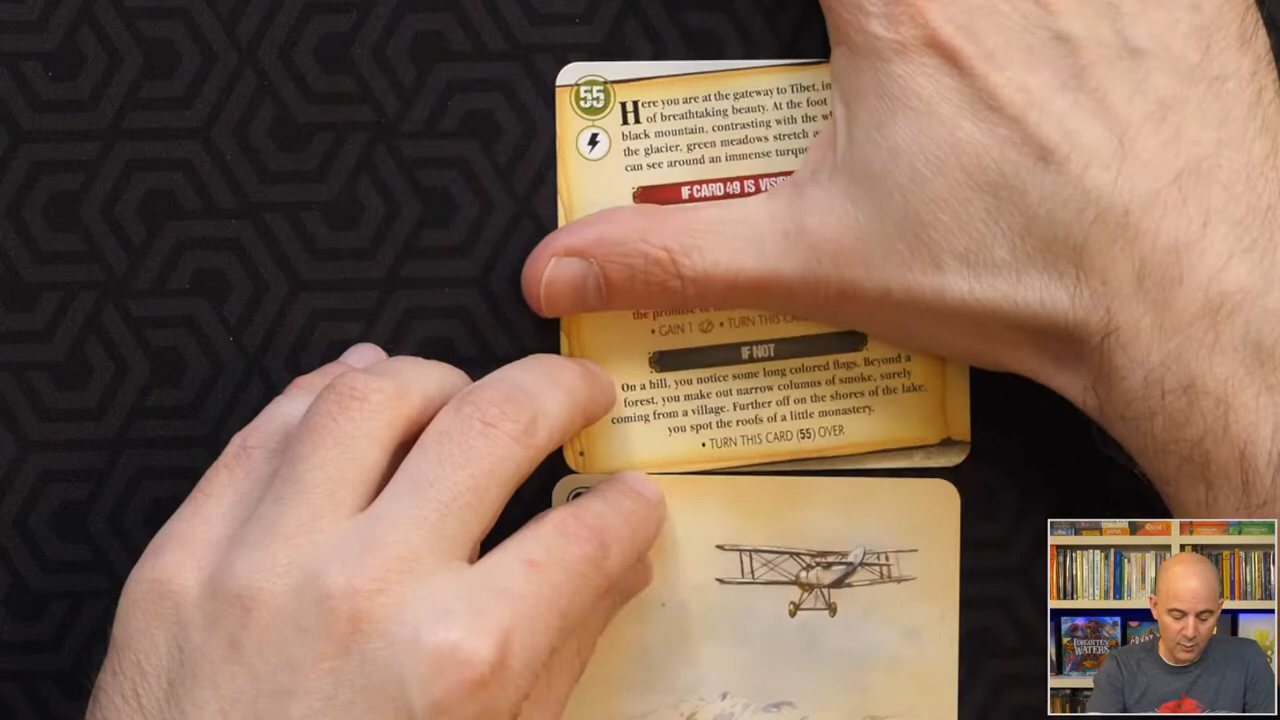 55
Here you are at the gateway to Tibet, in
of breathtaking beauty. At the foot
black mountain, contrasting with the
the glacier, green meadows stretch
can see around an immense
IF CARD 49 IS
the promise
• GAIN 1 • TURN THIS
IF NOT
On a hill, you notice some long colored flags. Beyond a
forest, you make out narrow columns of smoke, surely
coming from a village. Further off on the shores of the lake,
you spot the roofs of a little monastery.
• TURN THIS CARD (55) OVER
FORGOTTEN
WATERS